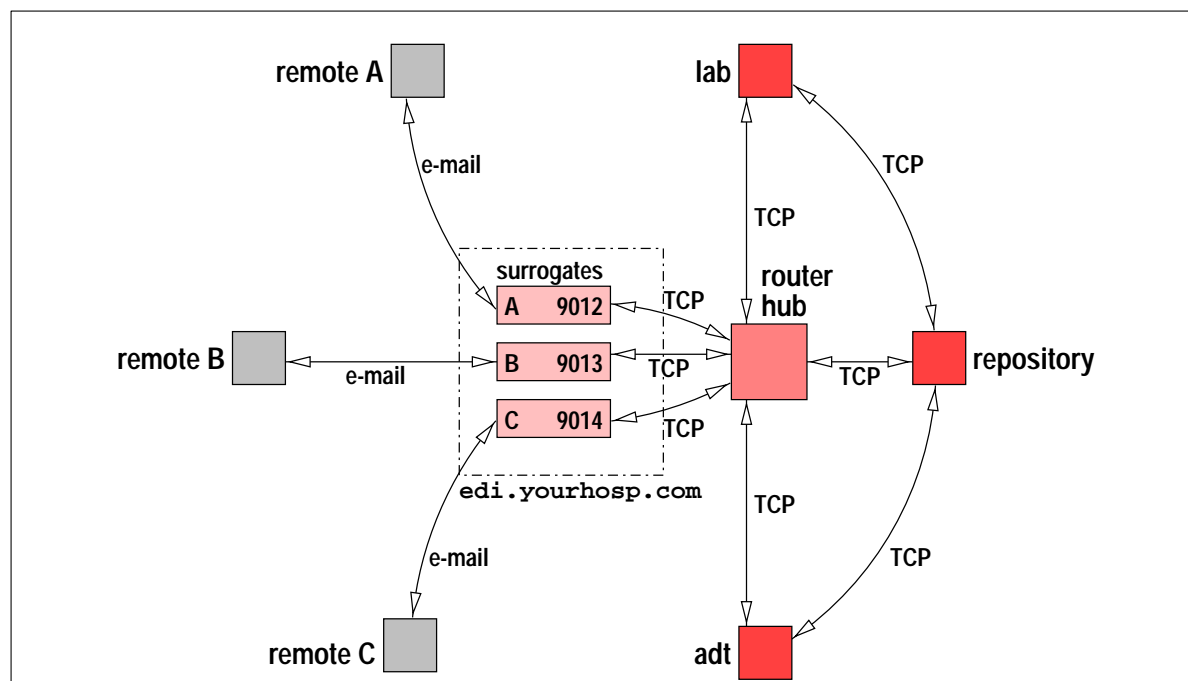 remote A
lab
e-mail
TCP
TCP
surrogates
router
hub
A 9012
TCP
remote B
e-mail
B 9013
TCP
TCP
repository
C 9014
TCP
edi.yourhosp.com
TCP
e-mail
TCP
remote C
adt